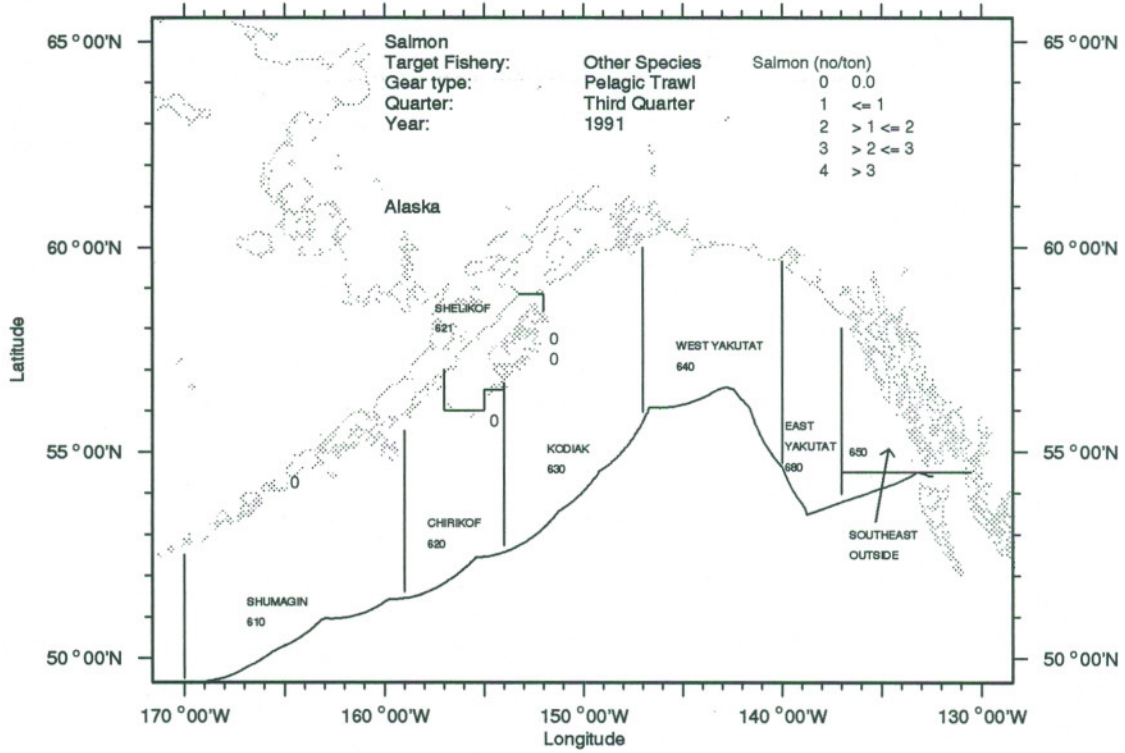 65 °00'N
65 °00'N
Salmon
Target Fishery: Other Species
Gear type: Pelagic Trawl
Quarter: Third Quarter
Year: 1991
Salmon (no/ton)
0 0.0
1 <= 1
2 > 1 <= 2
3 > 2 <= 3
4 > 3
Alaska
60 °00'N
60 °00'N
SHELIKOF
621
0
0
WEST YAKUTAT
640
0
EAST
YAKUTAT
680
650
55 °00'N
55 °00'N
KODIAK
630
0
CHIRIKOF
620
SOUTHEAST
OUTSIDE
SHUMAGIN
610
50 °00'N
50 °00'N
Latitude
170 °00'W
160 °00'W
150 °00'W
140 °00'W
130 °00'W
Longitude